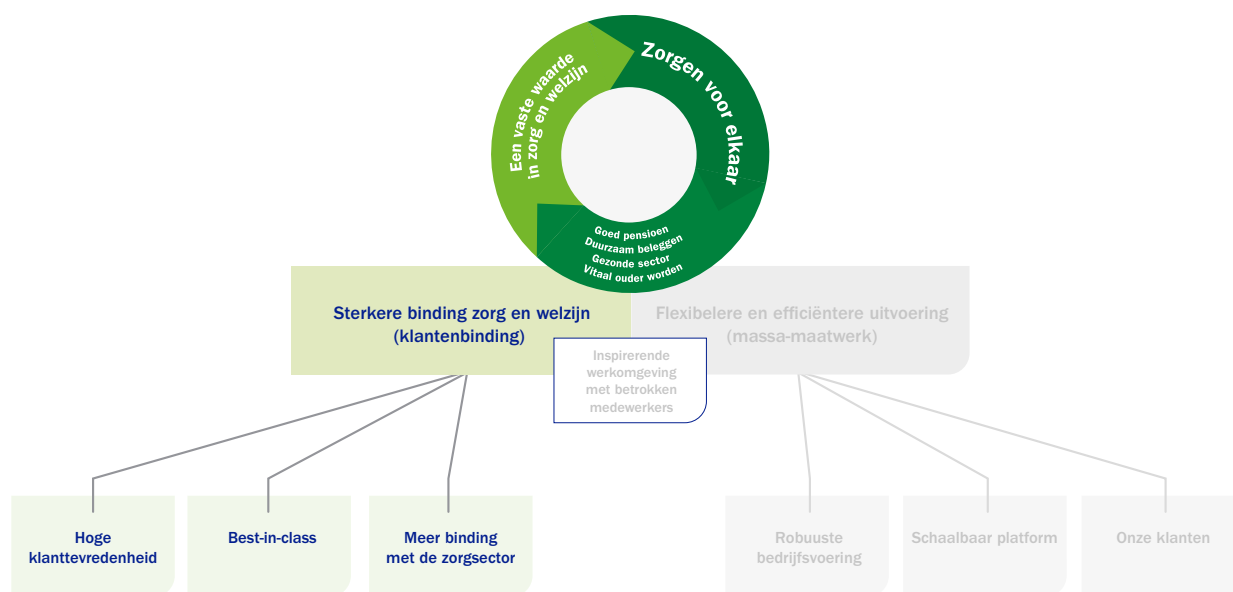 Een vaste waarde
in zorg en welzijn
Zorgen voor elkaar
Goed pensioen
Duurzaam beleggen
Gezonde sector
Vitaal ouder worden
Sterkere binding zorg en welzijn
(klantenbinding)
Flexibelere en efficiëntere uitvoering
(massa-maatwerk)
Inspirerende
werkomgeving
met betrokken
medewerkers
Hoge
klanttevredenheid
Best-in-class
Meer binding
met de zorgsector
Robuuste
bedrijfsvoering
Schaalbaar platform
Onze klanten